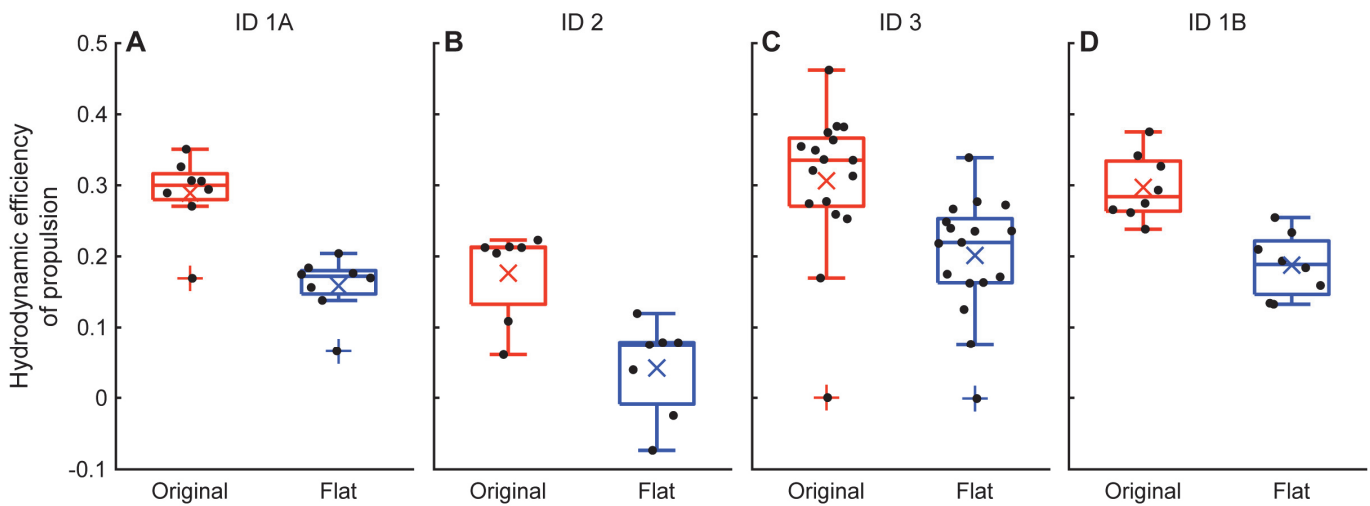 ID 1A
ID 2
ID 3
ID 1B
A
B
C
D
Hydrodynamic efficiency
of propulsion
0.5
0.4
0.3
0.2
0.1
0
-0.1
Original
Flat
Original
Flat
Original
Flat
Original
Flat